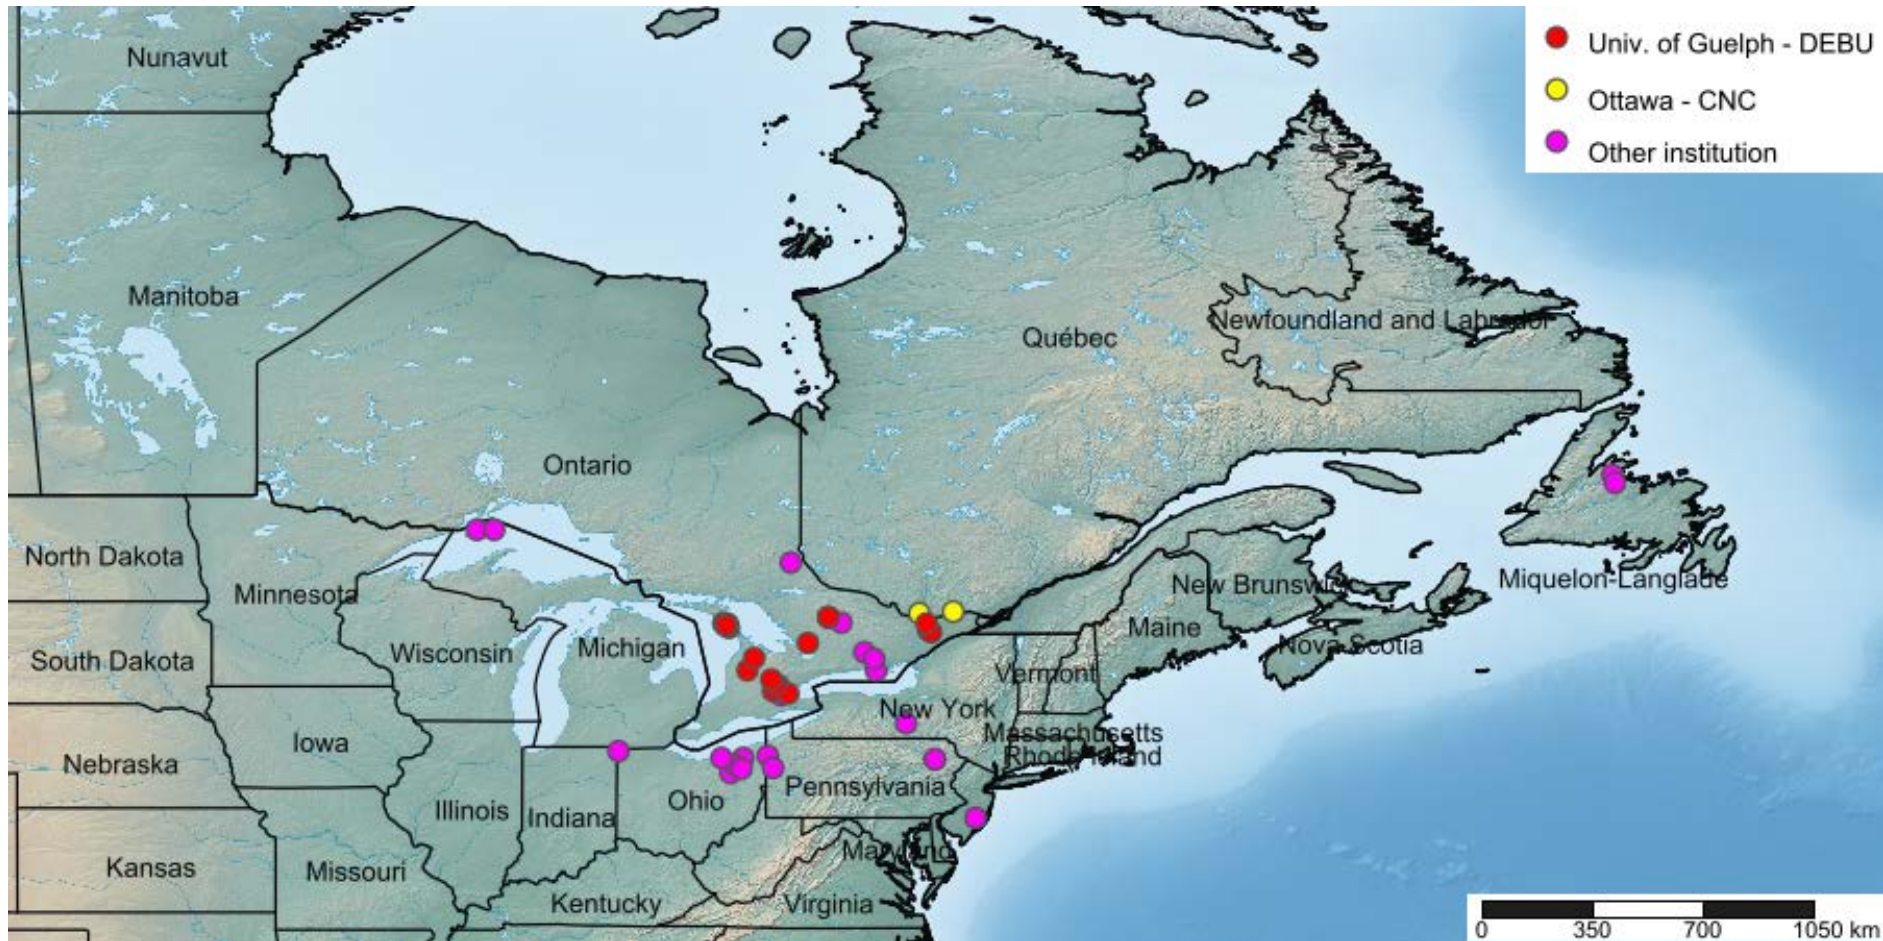 Nunavut
Univ. of Guelph - DEBU
Ottawa - CNC
Other institution
Manitoba
Newfoundland and Labrador
Québec
Ontario
North Dakota
Minnesota
New Brunswick
Miquelon-Langlade
Maine
Nova Scotia
South Dakota
Wisconsin
Michigan
Vermont
New York
Massachusetts
Rhode Island
Iowa
Nebraska
Pennsylvania
Ohio
Illinois
Indiana
Maryland
Kansas
Missouri
Kentucky
Virginia
0 350 700 1050 km